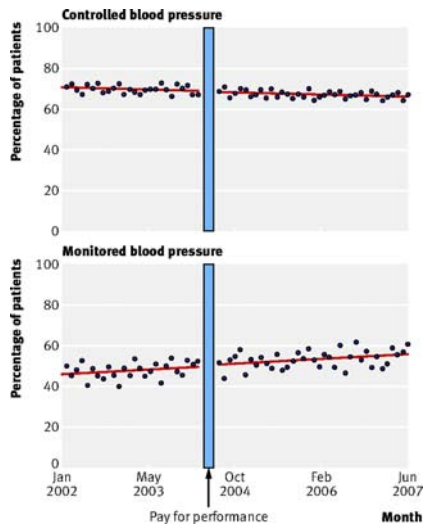 Controlled blood pressure
Percentage of patients
100
80
60
40
20
0
Monitored blood pressure
Percentage of patients
100
80
60
40
20
0
Jan 2002
May 2003
Oct 2004
Feb 2006
Jun 2007
Pay for performance
Month